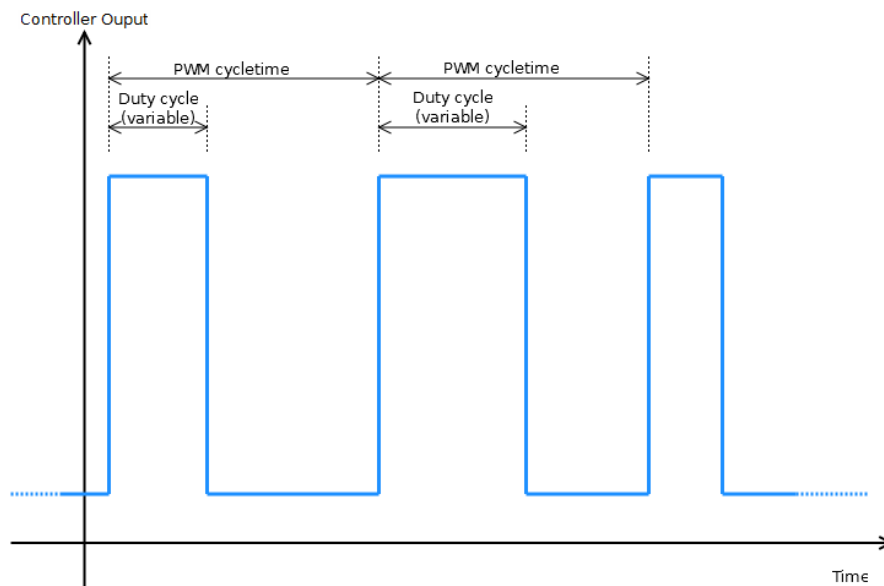 Controller Ouput
PWM cycletime
PWM cycletime
Duty cycle
(variable)
Duty cycle
(variable)
Time